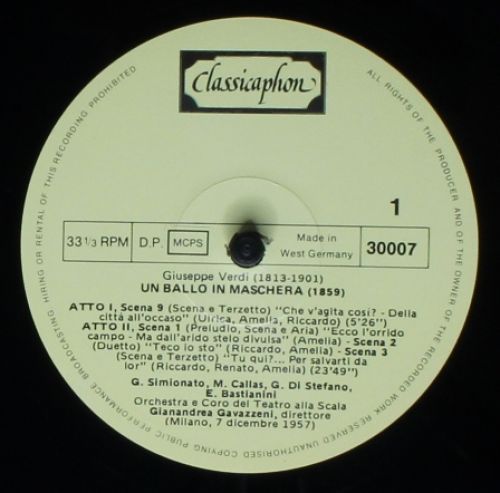 Classicaphon
ALL RIGHTS OF THE PRODUCER AND OF THE OWNER OF THE RECORDED WORK RESERVED UNAUTHORISED COPYING PUBLIC PERFORMANCE BROADCASTING HIRING OR RENTAL OF THIS RECORDING PROHIBITED
1
33 1/3 RPM
D.P.
MCPS
Made in
West Germany
30007
Giuseppe Verdi (1813-1901)
UN BALLO IN MASCHERA (1859)
ATTO I, Scena 9 (Scena e Terzetto) "Che v'agita così? - Della
città all'occaso" (Ulrica, Amelia, Riccardo) (5'26")
ATTO II, Scena 1 (Preludio, Scena e Aria) "Ecco l'orrido
campo - Ma dall'arido stelo divulsa" (Amelia) - Scena 2
(Duetto) "Teco io sto" (Riccardo, Amelia) - Scena 3
(Scena e Terzetto) "Tu qui?... Per salvarti da
lor" (Riccardo, Renato, Amelia) (23'49")
G. Simionato, M. Callas, G. Di Stefano,
E. Bastianini
Orchestra e Coro del Teatro alla Scala
Gianandrea Gavazzeni, direttore
(Milano, 7 dicembre 1957)